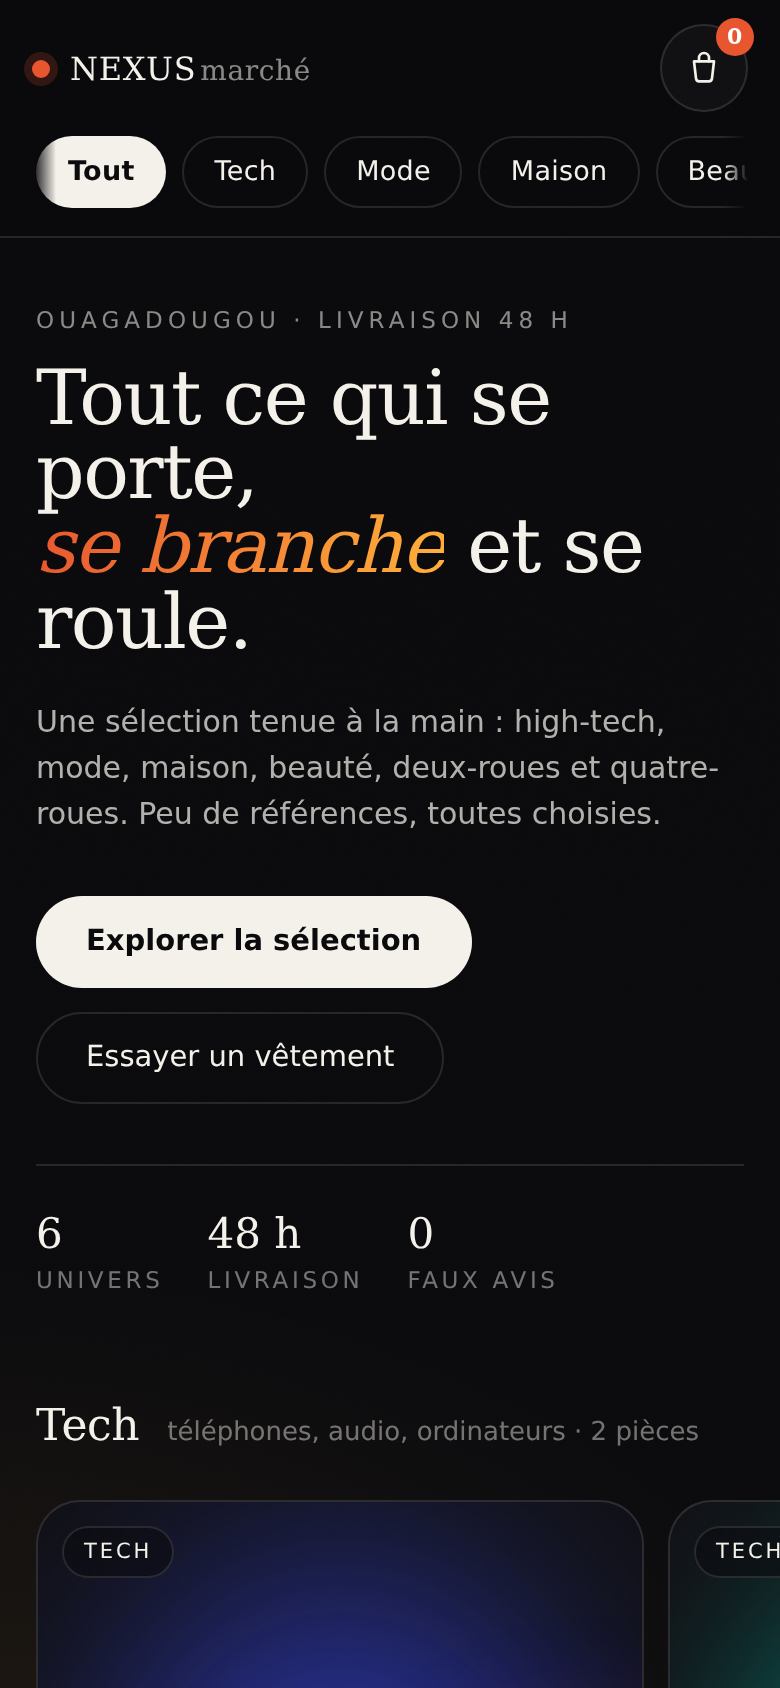 NEXUS marché
0
Tout
Tech
Mode
Maison
OUAGADOUGOU · LIVRAISON 48 H
Tout ce qui se
porte,
se branche et se
roule.
Une sélection tenue à la main : high-tech,
mode, maison, beauté, deux-roues et quatre-
roues. Peu de références, toutes choisies.
Explorer la sélection
Essayer un vêtement
6
UNIVERS
48 h
LIVRAISON
0
FAUX AVIS
Tech téléphones, audio, ordinateurs · 2 pièces
TECH
TECH